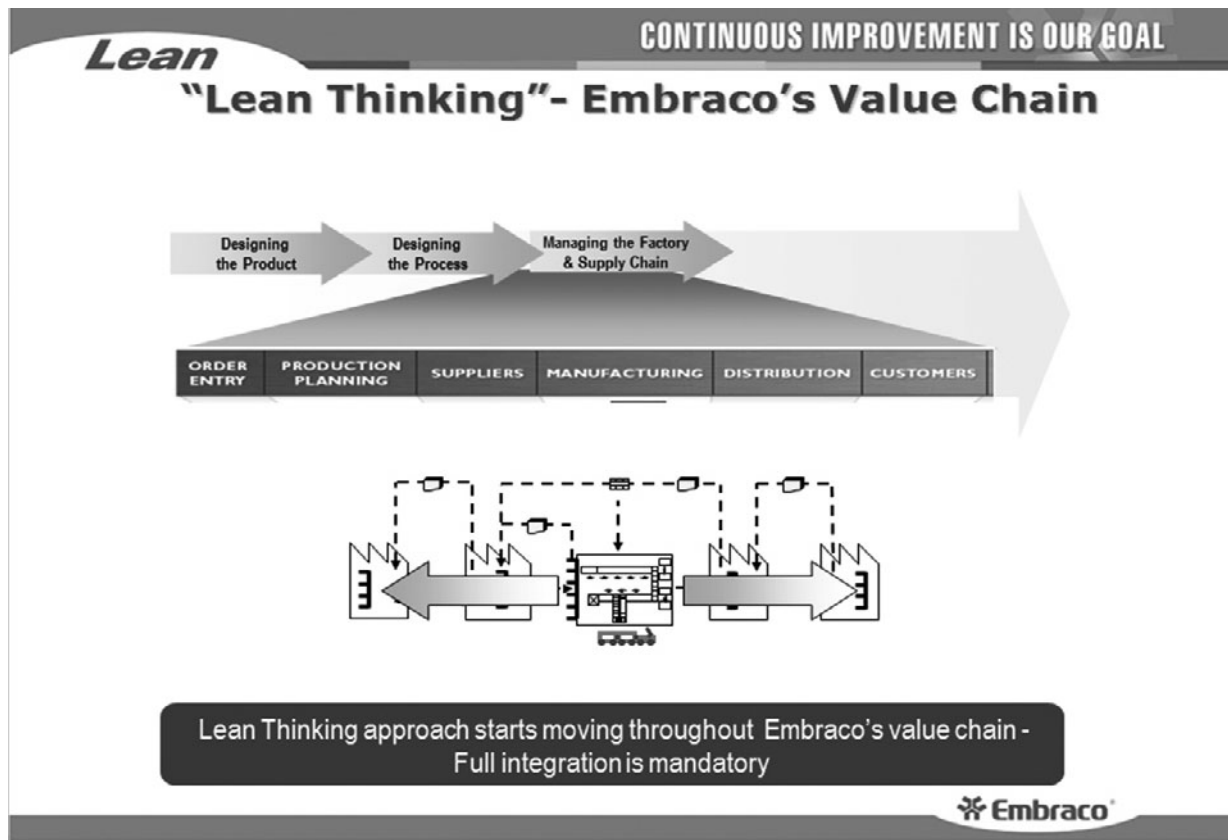 Lean
CONTINUOUS IMPROVEMENT IS OUR GOAL
"Lean Thinking"- Embraco's Value Chain
Designing
the Product
Designing
the Process
Managing the Factory
& Supply Chain
ORDER
ENTRY
PRODUCTION
PLANNING
SUPPLIERS
MANUFACTURING
DISTRIBUTION
CUSTOMERS
Lean Thinking approach starts moving throughout Embraco's value chain -
Full integration is mandatory
Embraco